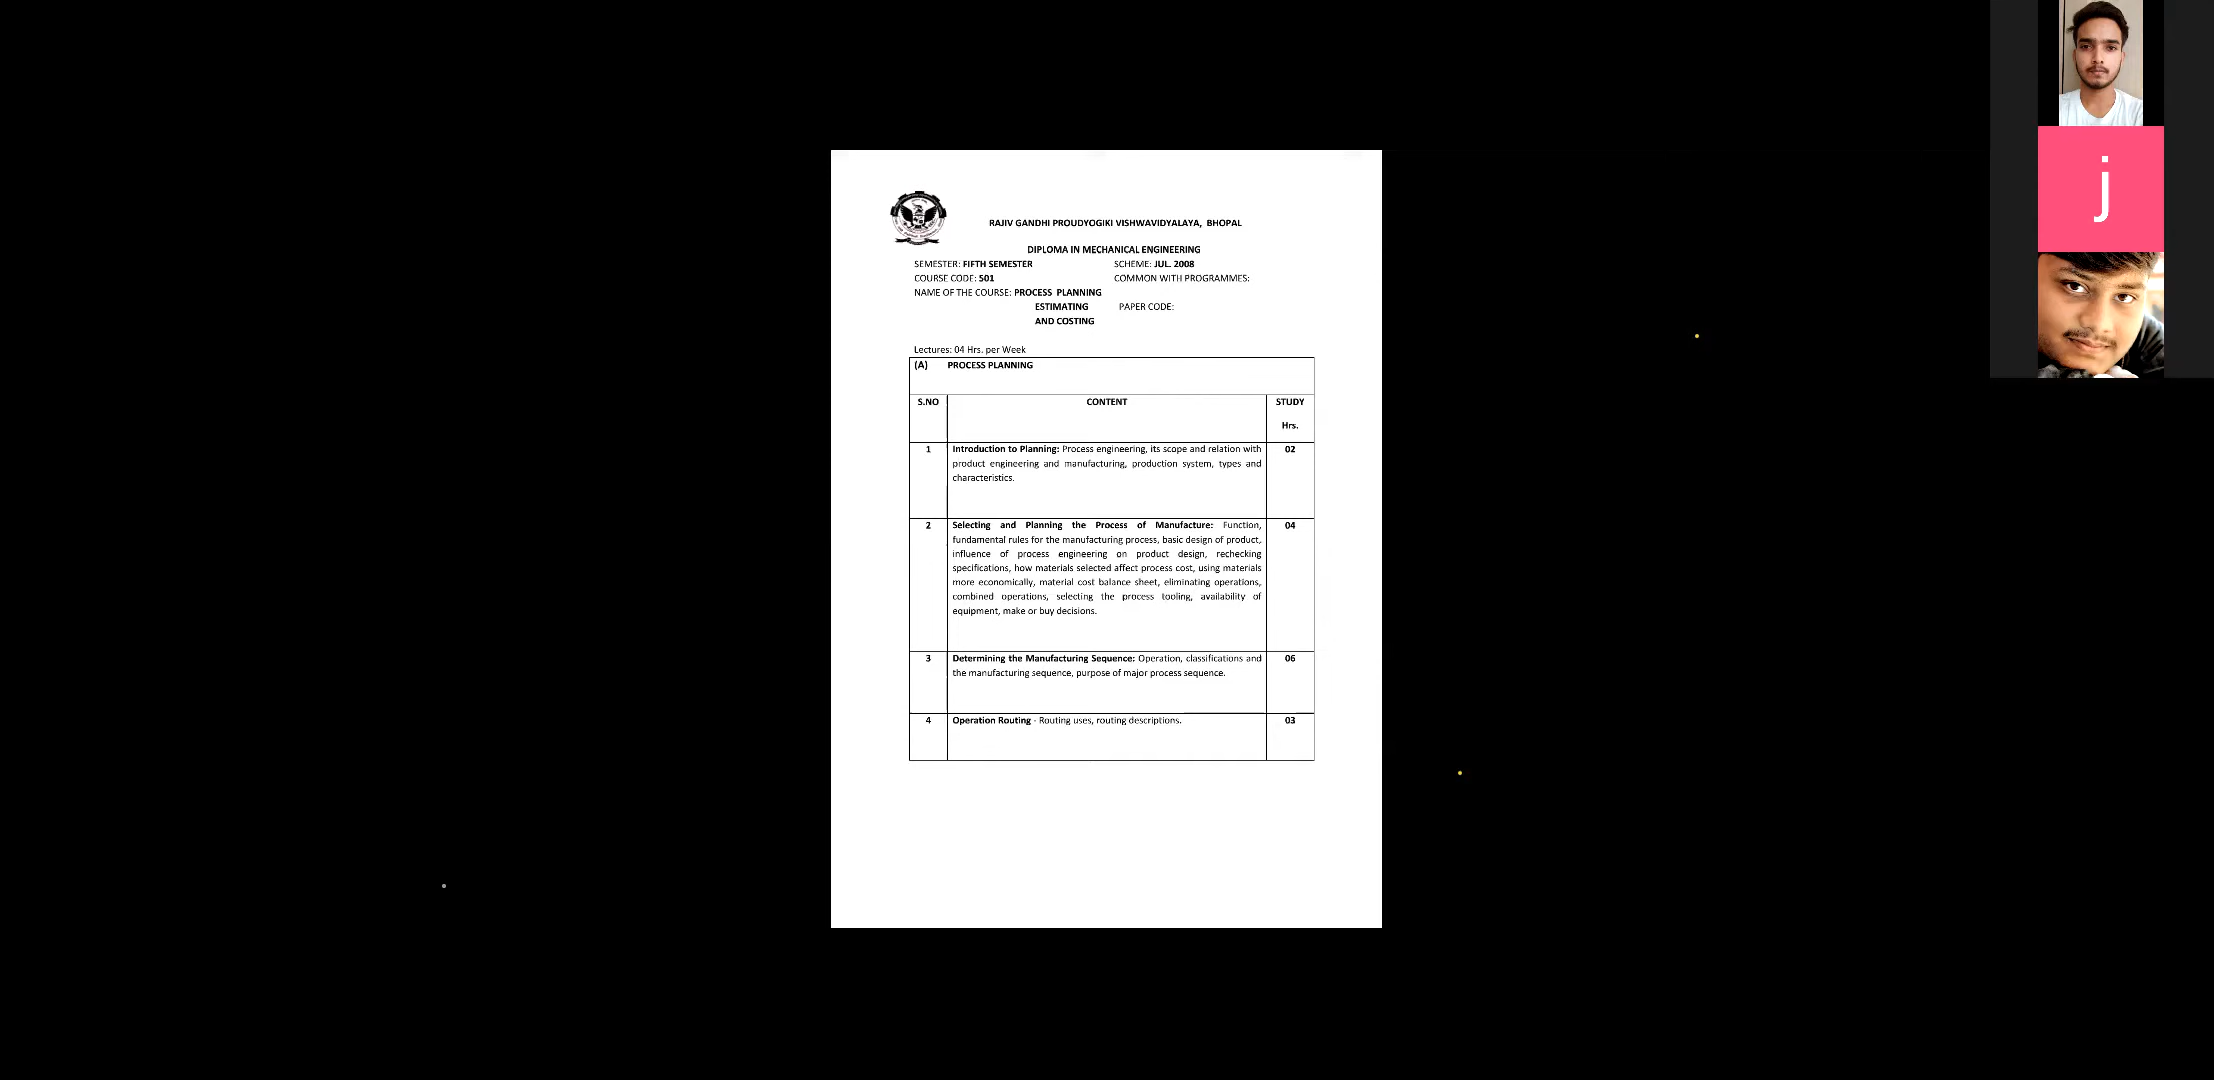 RAJIV GANDHI PROUDYOGIKI VISHWAVIDYALAYA, BHOPAL
DIPLOMA IN MECHANICAL ENGINEERING
SEMESTER: FIFTH SEMESTER SCHEME: JUL. 2008
COURSE CODE: 501 COMMON WITH PROGRAMMES:
NAME OF THE COURSE: PROCESS PLANNING
ESTIMATING PAPER CODE:
AND COSTING
Lectures: 04 Hrs. per Week
(A) PROCESS PLANNING
S.NO CONTENT STUDY
Hrs.
1 Introduction to Planning: Process engineering, its scope and relation with 02
product engineering and manufacturing, production system, types and
characteristics.
2 Selecting and Planning the Process of Manufacture: Function, 04
fundamental rules for the manufacturing process, basic design of product,
influence of process engineering on product design, rechecking
specifications, how materials selected affect process cost, using materials
more economically, material cost balance sheet, eliminating operations,
combined operations, selecting the process tooling, availability of
equipment, make or buy decisions.
3 Determining the Manufacturing Sequence: Operation, classifications and 06
the manufacturing sequence, purpose of major process sequence.
4 Operation Routing - Routing uses, routing descriptions. 03
j